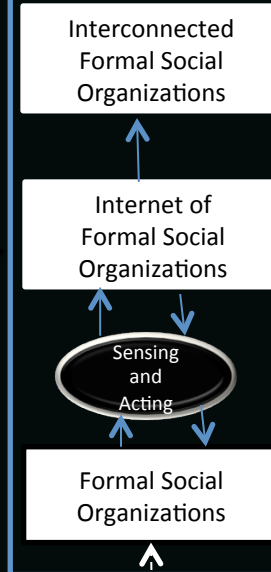 Interconnected
Formal Social
Organizations
Internet of
Formal Social
Organizations
Sensing
and
Acting
Formal Social
Organizations